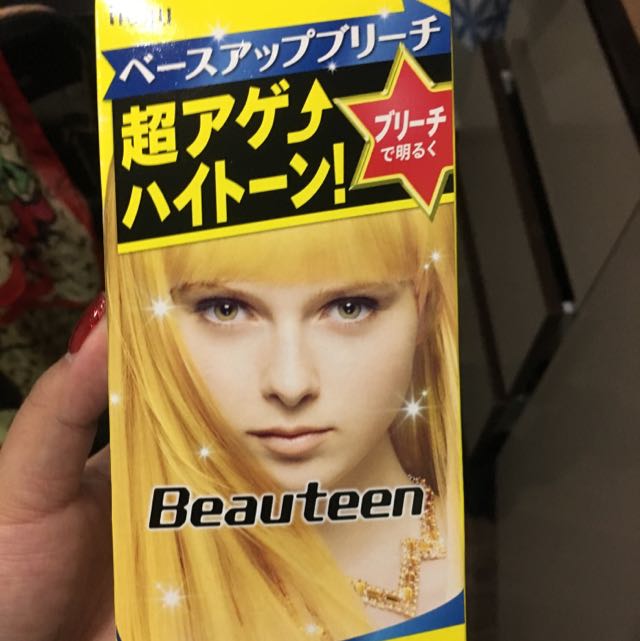 ベースアップブリーチ
超アゲ
ハイトーン!
ブリーチ
で明るく
Beauteen